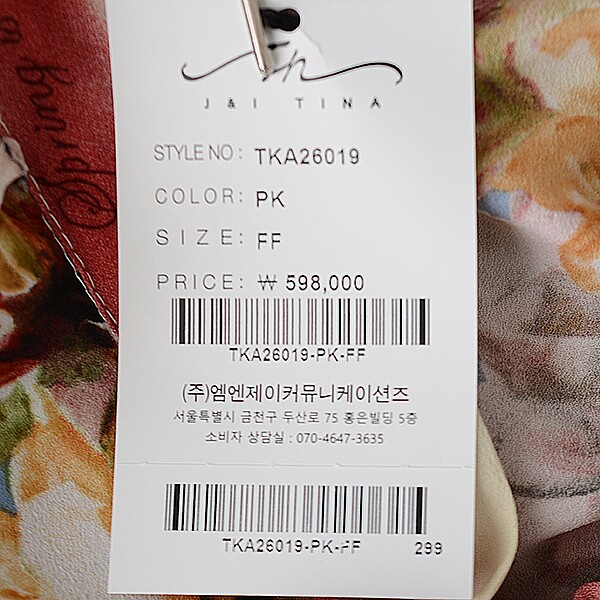 J & I TINA
STYLE NO : TKA26019
COLOR: PK
SIZE: FF
PRICE: ₩ 598,000
TKA26019-PK-FF
(주)엠엔제이커뮤니케이션즈
서울특별시 금천구 두산로 75 홍은빌딩 5층
소비자 상담실 : 070-4647-3635
TKA26019-PK-FF 299
Spring